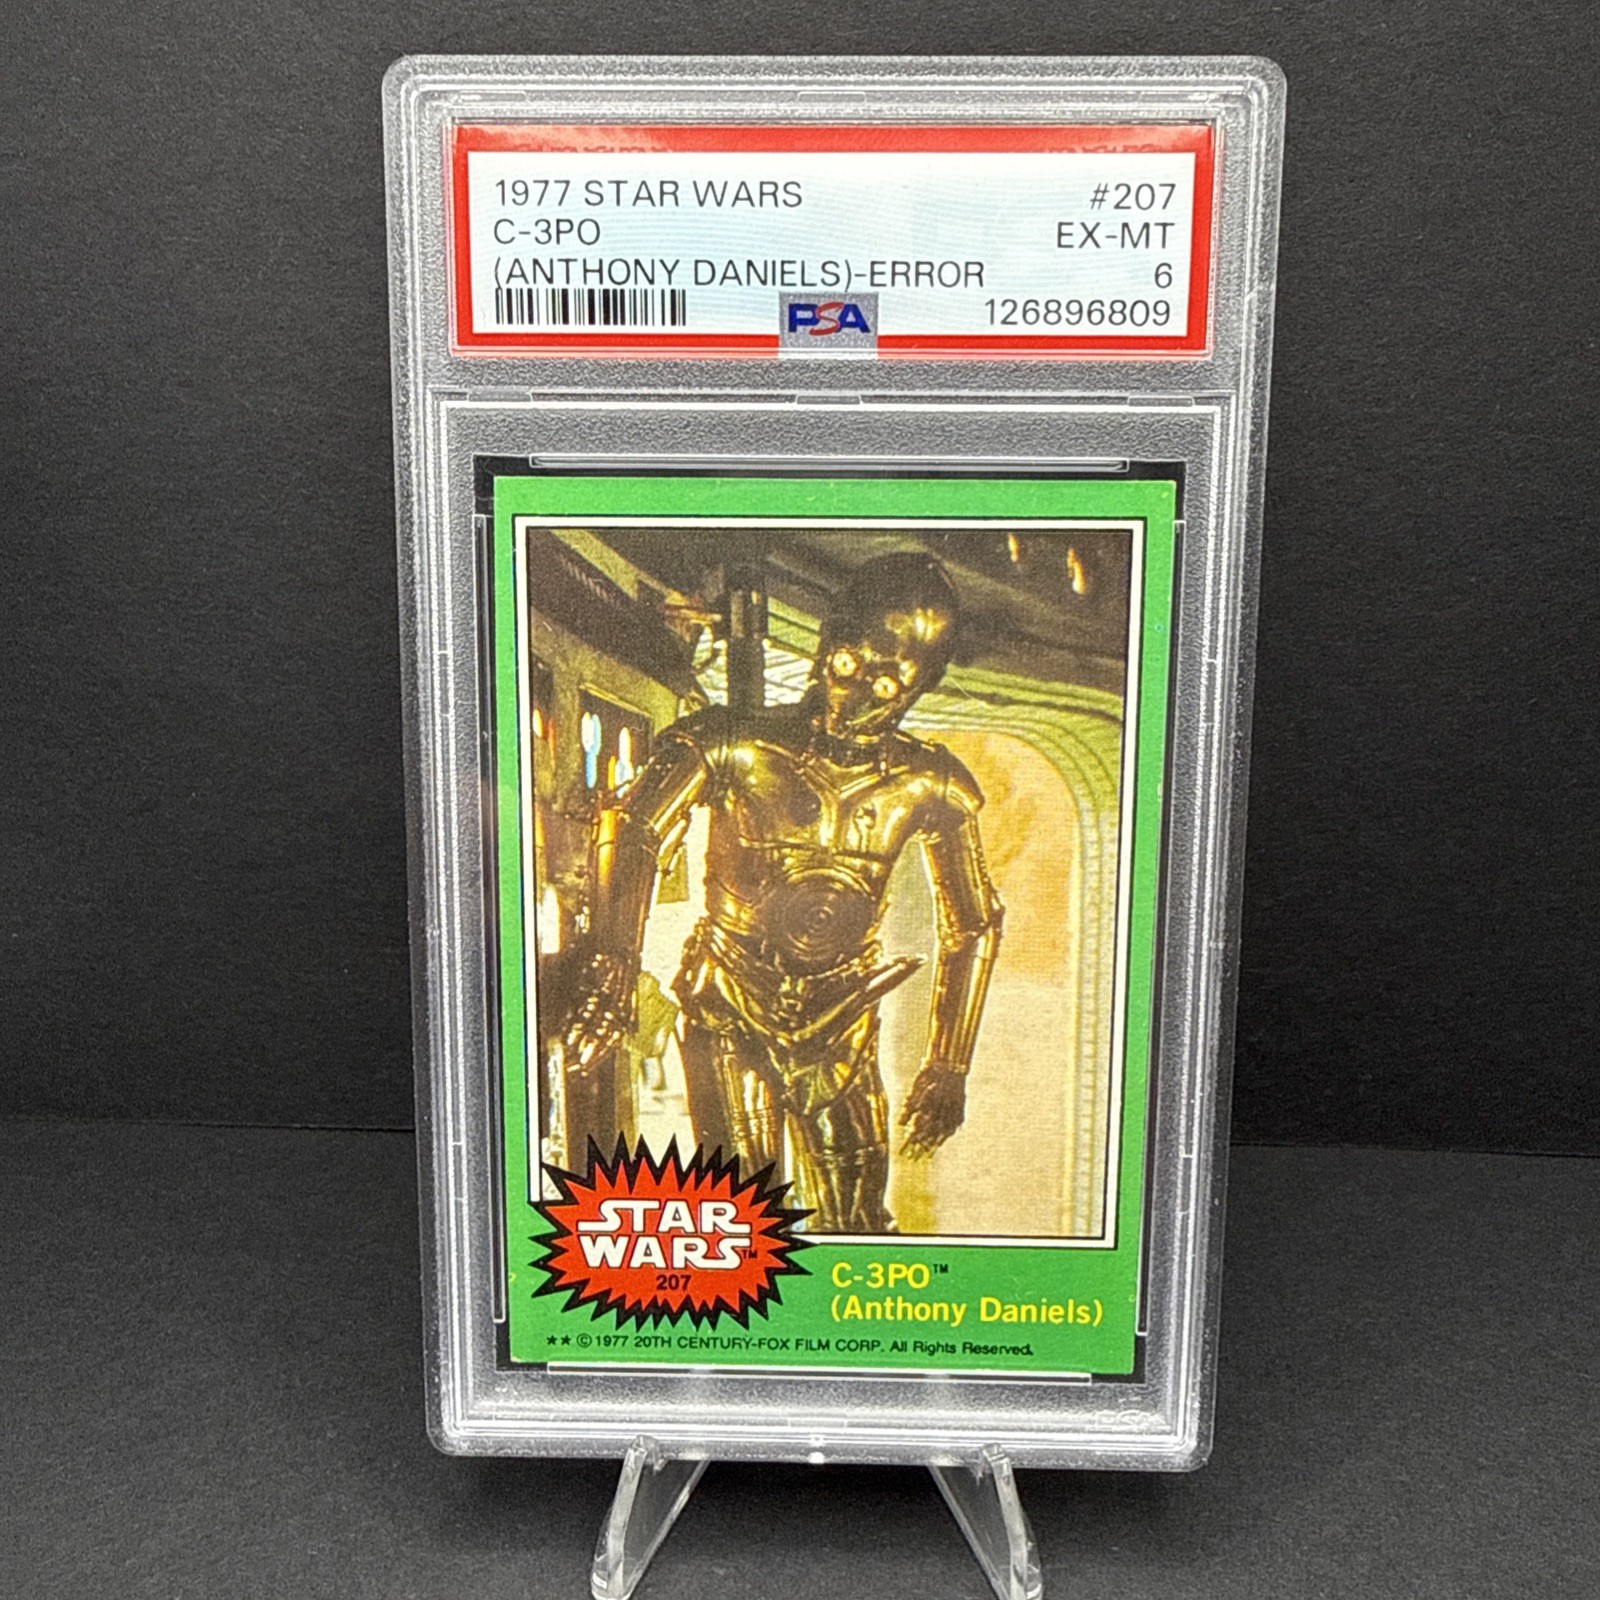 1977 STAR WARS #207
C-3PO EX-MT
(ANTHONY DANIELS)-ERROR 6
PSA 126896809
STAR
WARS™
207
C-3PO™
(Anthony Daniels)
★★ © 1977 20TH CENTURY-FOX FILM CORP. All Rights Reserved.